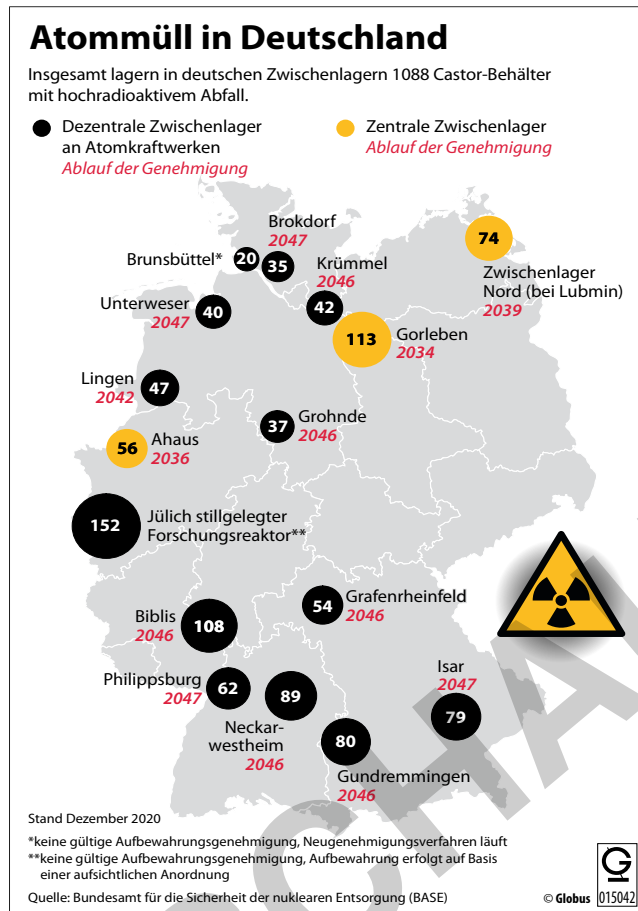 Atommüll in Deutschland
Insgesamt lagern in deutschen Zwischenlagern 1088 Castor-Behälter
mit hochradioaktivem Abfall.
Dezentrale Zwischenlager
an Atomkraftwerken
Ablauf der Genehmigung
Zentrale Zwischenlager
Ablauf der Genehmigung
Brokdorf
2047
35
Brunsbüttel*
20
Krümmel
2046
42
74
Zwischenlager
Nord (bei Lubmin)
2039
Unterweser
2047
40
113
Gorleben
2034
Lingen
2042
47
37
Grohnde
2046
56
Ahaus
2036
152
Jülich stillgelegter
Forschungsreaktor**
54
Grafenrheinfeld
2046
Biblis
2046
108
Isar
2047
79
Philippsburg
2047
62
89
Neckar-
westheim
2046
80
Gundremmingen
2046
Stand Dezember 2020
*keine gültige Aufbewahrungsgenehmigung, Neugenehmigungsverfahren läuft
**keine gültige Aufbewahrungsgenehmigung, Aufbewahrung erfolgt auf Basis
einer aufsichtlichen Anordnung
Quelle: Bundesamt für die Sicherheit der nuklearen Entsorgung (BASE)
© Globus
G
015042